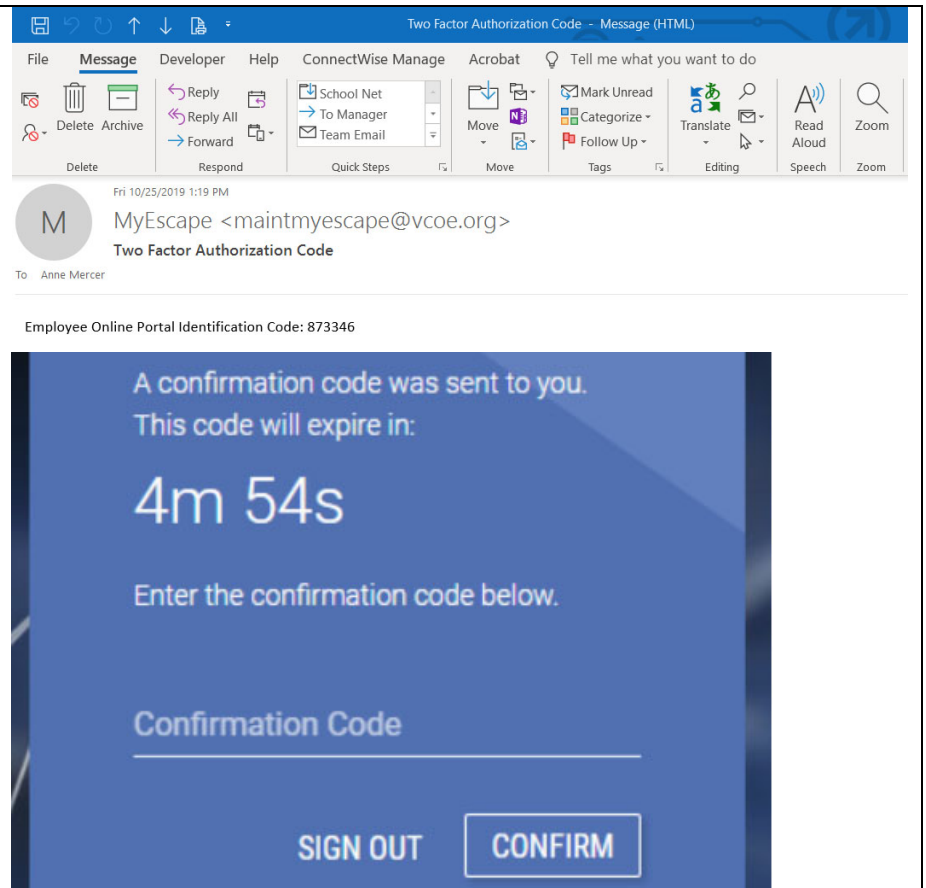 Two Factor Authorization Code - Message (HTML)
File Message Developer Help ConnectWise Manage Acrobat Tell me what you want to do
Delete Archive
Reply
Reply All
Forward
School Net
To Manager
Team Email
Move
Mark Unread
Categorize
Follow Up
Translate
Read Aloud
Zoom
Delete Respond Quick Steps Move Tags Editing Speech Zoom
Fri 10/25/2019 1:19 PM
M
MyEscape <maintmyescape@vcoe.org>
Two Factor Authorization Code
To Anne Mercer
Employee Online Portal Identification Code: 873346
A confirmation code was sent to you.
This code will expire in:
4m 54s
Enter the confirmation code below.
Confirmation Code
SIGN OUT CONFIRM